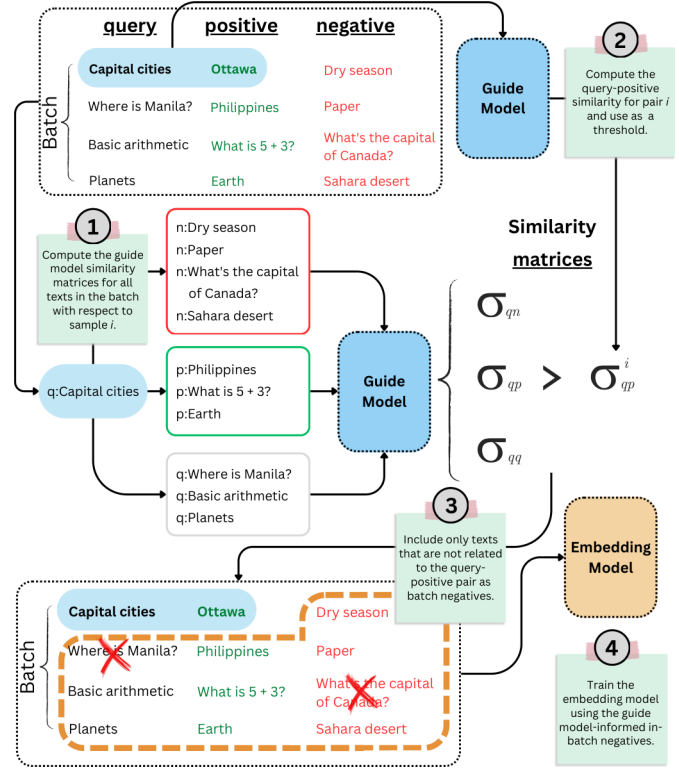 query positive negative
Batch
Capital cities Ottawa Dry season
Where is Manila? Philippines Paper
Basic arithmetic What is 5 + 3? What's the capital
of Canada?
Planets Earth Sahara desert
Guide
Model
2
Compute the
query-positive
similarity for pair i
and use as a
threshold.
1
Compute the guide
model similarity
matrices for all
texts in the batch
with respect to
sample i.
n:Dry season
n:Paper
n:What's the capital
of Canada?
n:Sahara desert
q:Capital cities
p:Philippines
p:What is 5 + 3?
p:Earth
q:Where is Manila?
q:Basic arithmetic
q:Planets
Guide
Model
Similarity
matrices
σqn
σqp > σqp i
σqq
3
Include only texts
that are not related
to the query-
positive pair as
batch negatives.
Embedding
Model
4
Train the
embedding model
using the guide
model-informed in-
batch negatives.
Batch
Capital cities Ottawa Dry season
Where is Manila? Philippines Paper
Basic arithmetic What is 5 + 3? What's the capital
of Canada?
Planets Earth Sahara desert